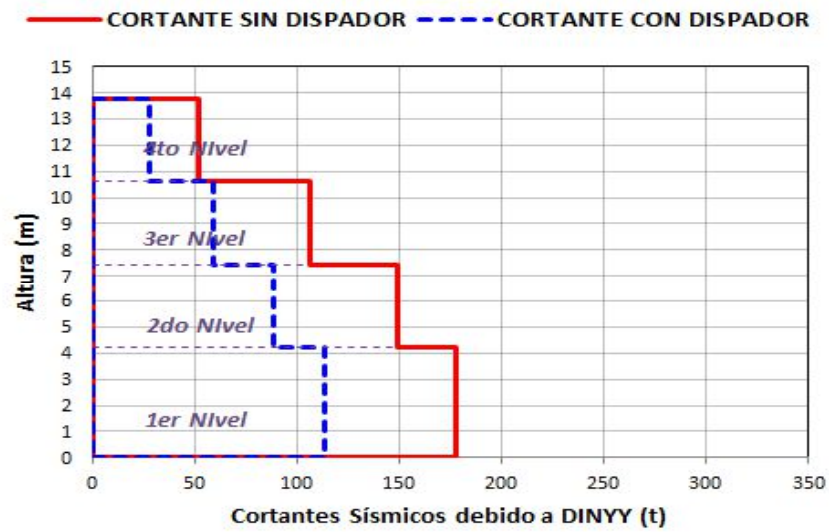 CORTANTE SIN DISPADOR CORTANTE CON DISPADOR
15
14
13
12
4to NIvel
11
10
9
3er NIvel
8
7
6
2do NIvel
5
4
3
2
1er NIvel
1
0
Altura (m)
0 50 100 150 200 250 300 350
Cortantes Sísmicos debido a DINYY (t)